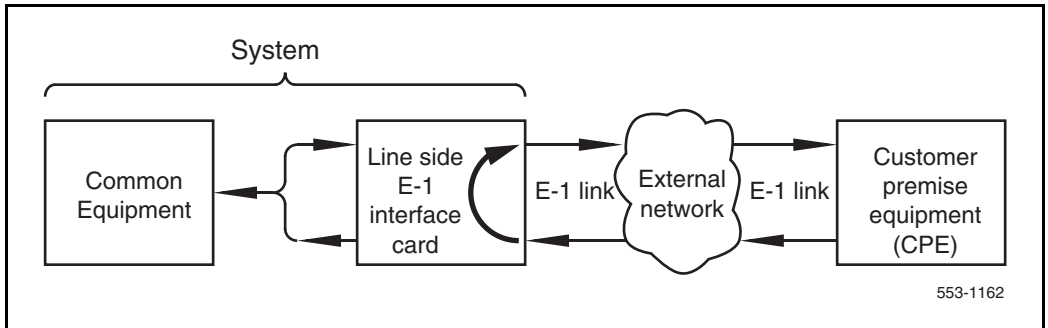 System
Common
Equipment
Line side
E-1
interface
card
E-1 link
External
network
E-1 link
Customer
premise
equipment
(CPE)
553-1162